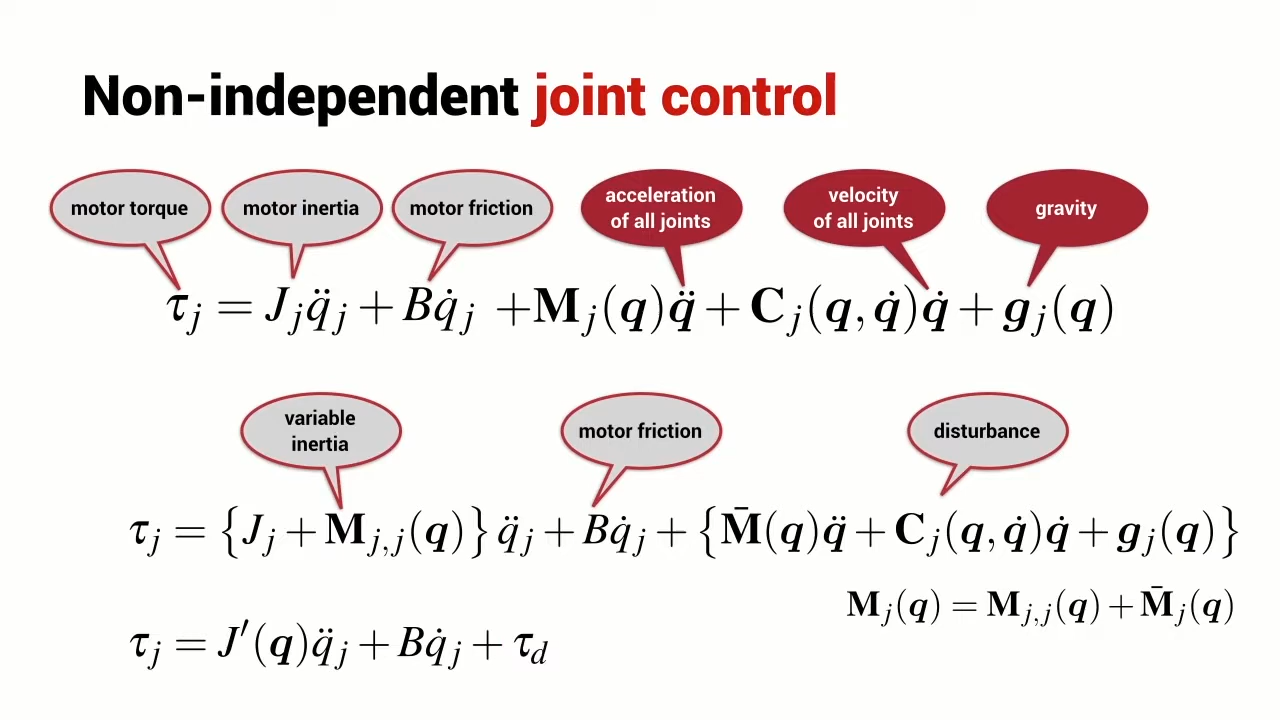 Non-independent joint control
motor torque
motor inertia
motor friction
acceleration
of all joints
velocity
of all joints
gravity
τ_j = J_j q̈_j + B q̇_j + M_j(q) q̈ + C_j(q, q̇) q̇ + g_j(q)
variable
inertia
motor friction
disturbance
τ_j = {J_j + M_{j,j}(q)} q̈_j + B q̇_j + {M̄(q) q̈ + C_j(q, q̇) q̇ + g_j(q)}
M_j(q) = M_{j,j}(q) + M̄_j(q)
τ_j = J′(q) q̈_j + B q̇_j + τ_d